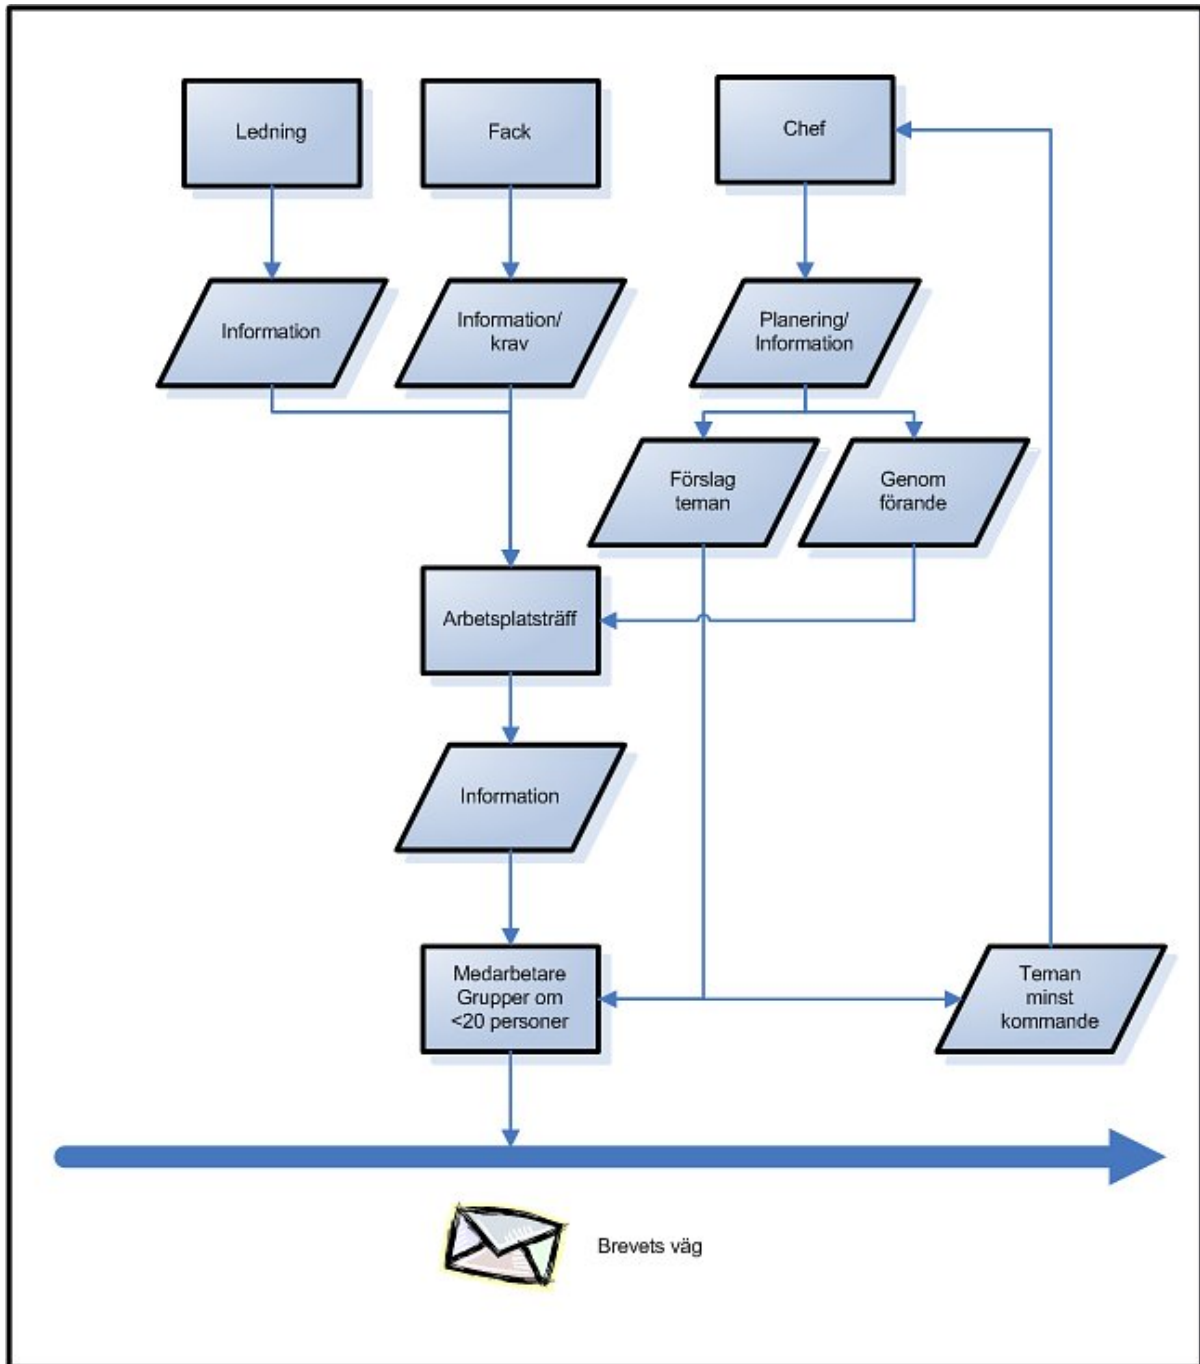 Ledning
Fack
Chef
Information
Information/
krav
Planering/
Information
Förslag
teman
Genom
förande
Arbetsplatsträff
Information
Medarbetare
Grupper om
<20 personer
Teman
minst
kommande
Brevets väg